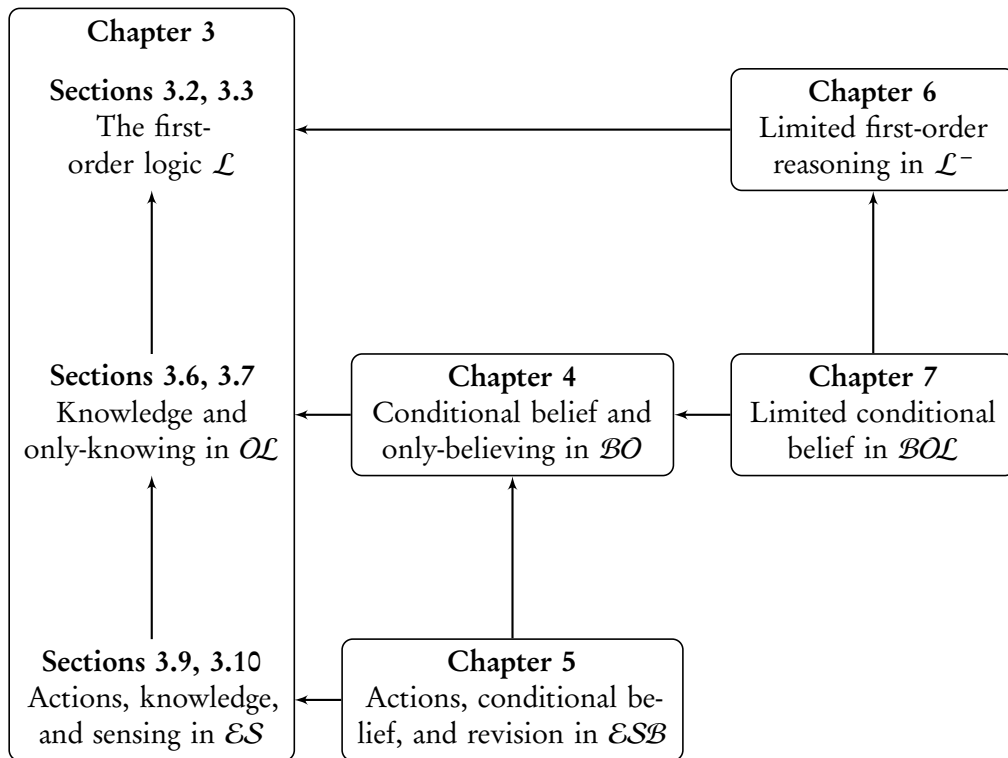 Chapter 3
Sections 3.2, 3.3
The first-
order logic ℒ
Chapter 6
Limited first-order
reasoning in ℒ⁻
Sections 3.6, 3.7
Knowledge and
only-knowing in 𝒪ℒ
Chapter 4
Conditional belief and
only-believing in ℬ𝒪
Chapter 7
Limited conditional
belief in ℬ𝒪ℒ
Sections 3.9, 3.10
Actions, knowledge,
and sensing in ℰ𝒮
Chapter 5
Actions, conditional be-
lief, and revision in ℰ𝒮ℬ